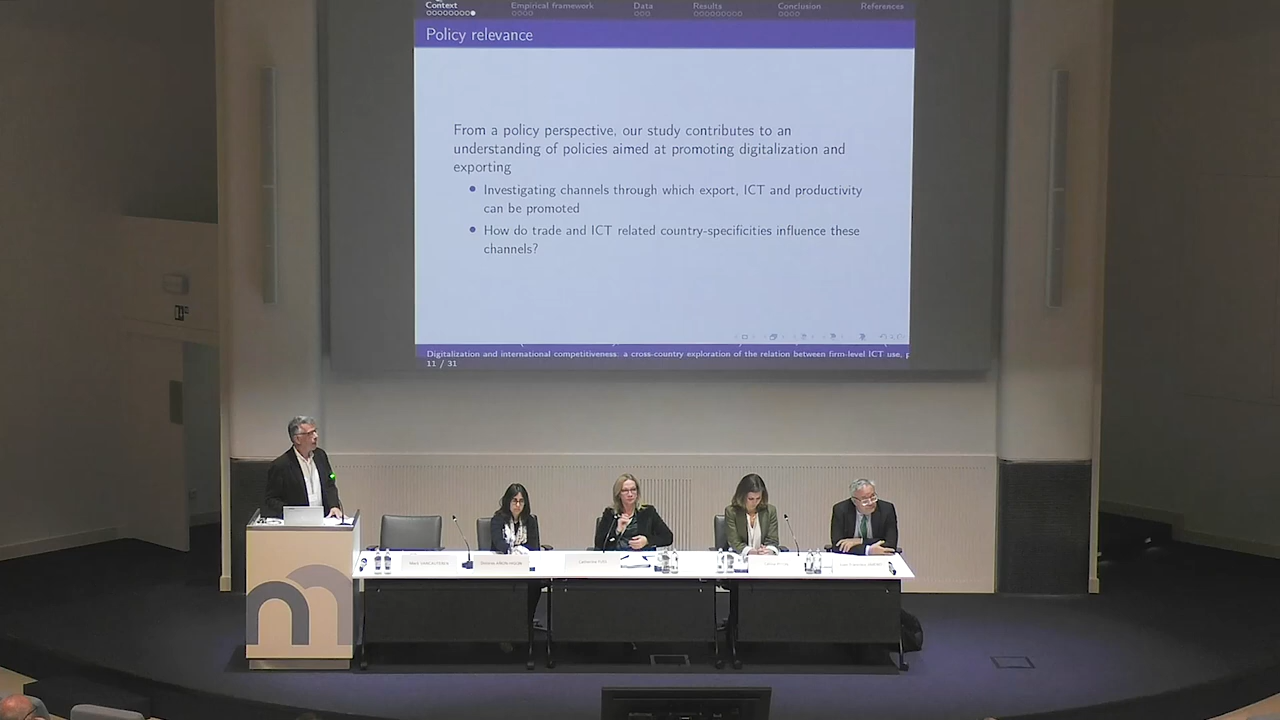 Context
Empirical framework
Data
Results
Conclusion
References
Policy relevance
From a policy perspective, our study contributes to an
understanding of policies aimed at promoting digitalization and
exporting
Investigating channels through which export, ICT and productivity
can be promoted
How do trade and ICT related country-specificities influence these
channels?
Digitalization and international competitiveness: a cross-country exploration of the relation between firm-level ICT use, p
11 / 31